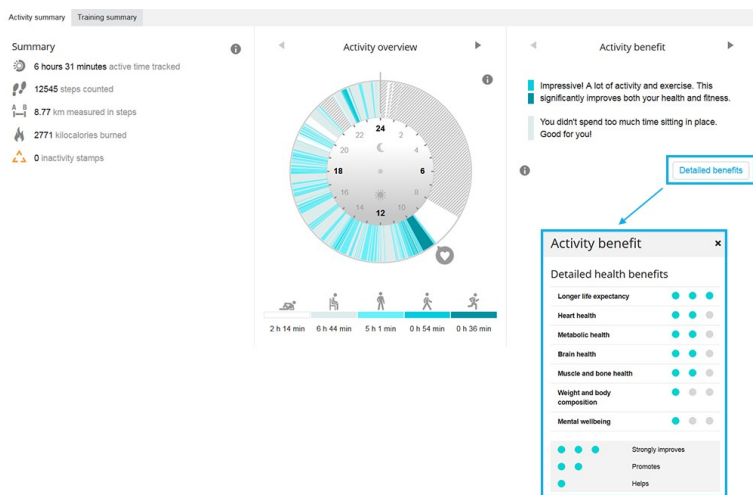 Activity summary
Training summary
Summary
6 hours 31 minutes active time tracked
12545 steps counted
A B
8.77 km measured in steps
2771 kilocalories burned
0 inactivity stamps
Activity overview
24
22 2
20 4
18 6
16 8
14 10
12
2 h 14 min 6 h 44 min 5 h 1 min 0 h 54 min 0 h 36 min
Activity benefit
Impressive! A lot of activity and exercise. This
significantly improves both your health and fitness.
You didn't spend too much time sitting in place.
Good for you!
Detailed benefits
Activity benefit
Detailed health benefits
Longer life expectancy
Heart health
Metabolic health
Brain health
Muscle and bone health
Weight and body
composition
Mental wellbeing
Strongly improves
Promotes
Helps